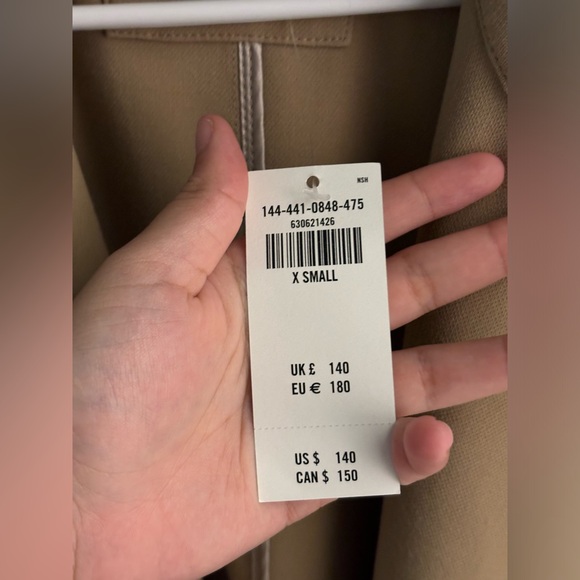 NSH
144-441-0848-475
630621426
X SMALL
UK £ 140
EU € 180
US $ 140
CAN $ 150